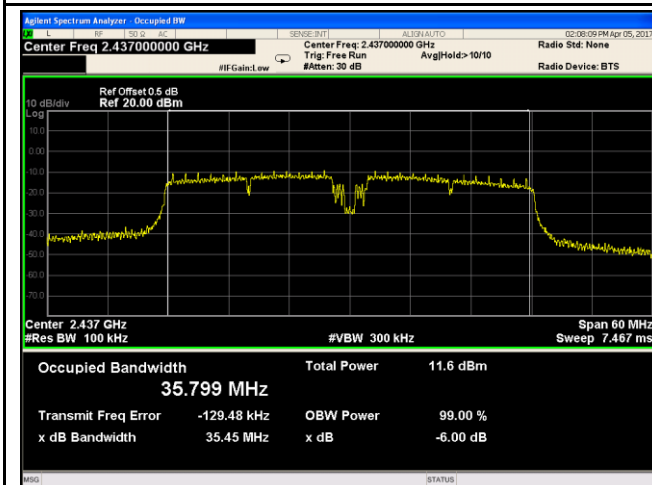 Agilent Spectrum Analyzer - Occupied BW
L RF 50 Ω AC SENSE:INT ALIGN AUTO 02:08:09 PM Apr 05, 2017
Center Freq 2.437000000 GHz Center Freq: 2.437000000 GHz Radio Std: None
Trig: Free Run Avg|Hold:>10/10
#IFGain:Low #Atten: 30 dB Radio Device: BTS
Ref Offset 0.5 dB
10 dB/div Ref 20.00 dBm
Log
10.0
0.00
-10.0
-20.0
-30.0
-40.0
-50.0
-60.0
-70.0
Center 2.437 GHz Span 60 MHz
#Res BW 100 kHz #VBW 300 kHz Sweep 7.467 ms
Occupied Bandwidth Total Power 11.6 dBm
35.799 MHz
Transmit Freq Error -129.48 kHz OBW Power 99.00 %
x dB Bandwidth 35.45 MHz x dB -6.00 dB
MSG STATUS